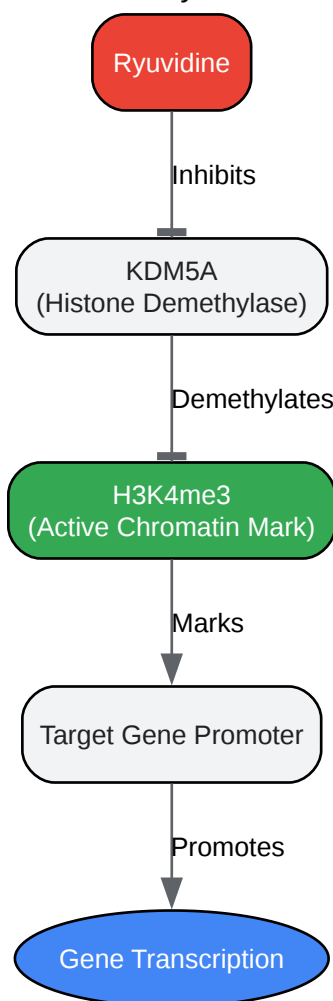 Ryuvidine
Inhibits
KDM5A
(Histone Demethylase)
Demethylates
H3K4me3
(Active Chromatin Mark)
Marks
Target Gene Promoter
Promotes
Gene Transcription